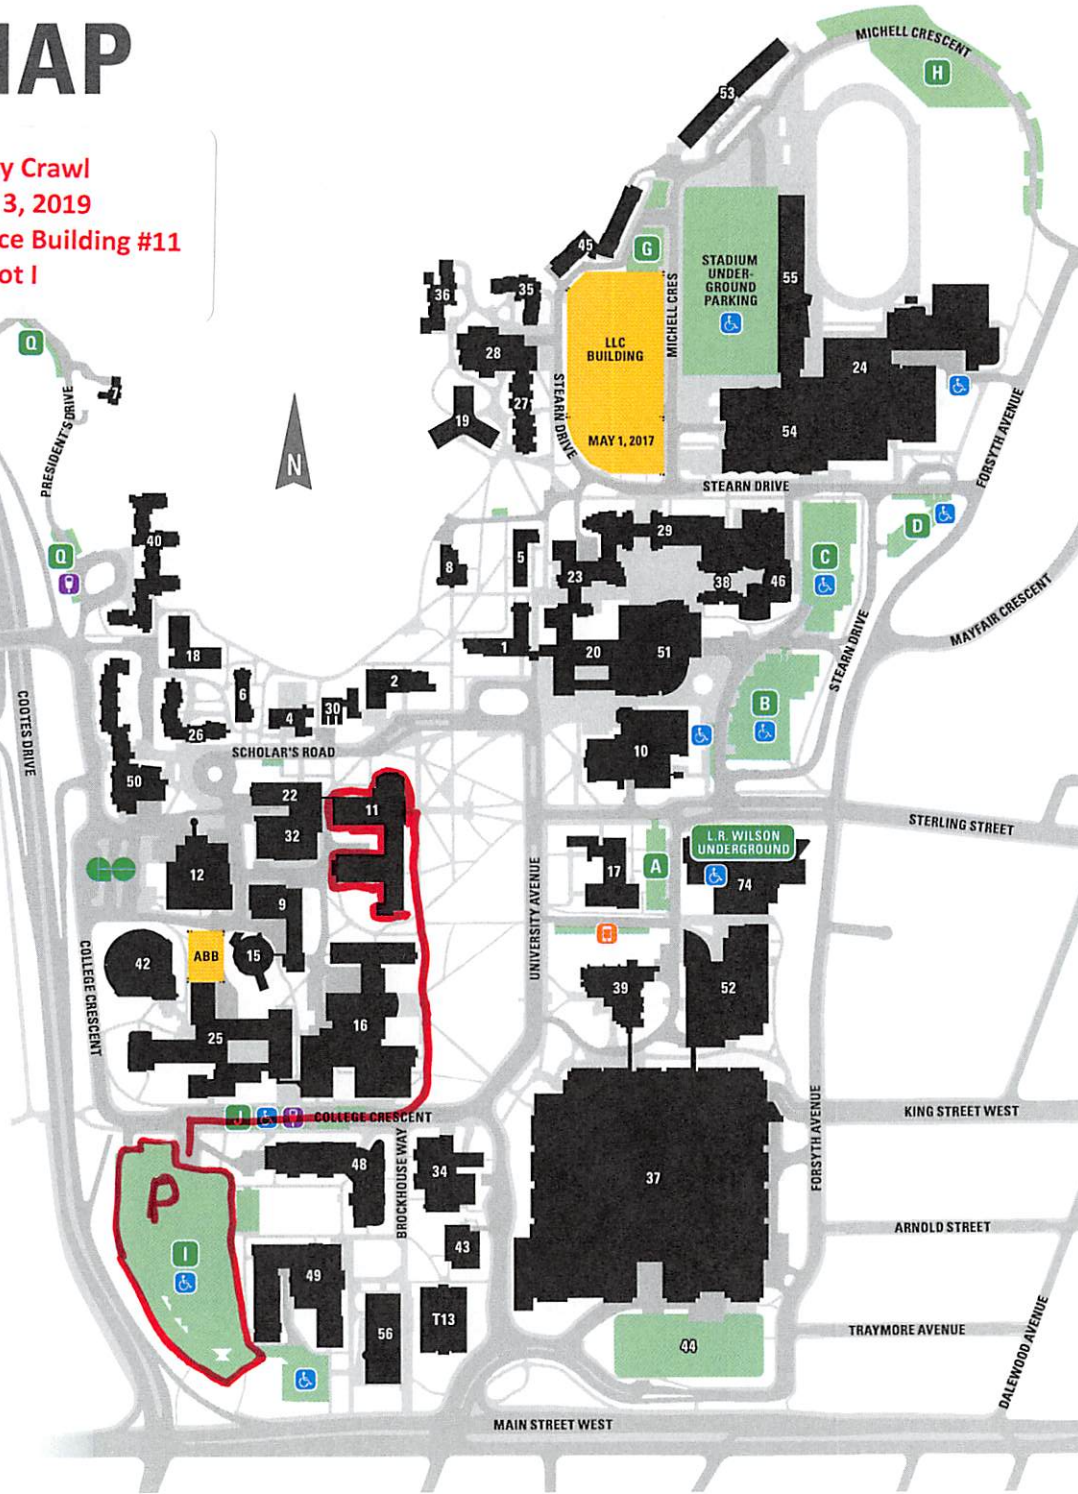 MAP
y Crawl
3, 2019
ce Building #11
ot I
MICHELL CRESCENT
H
53
45
G
STADIUM
UNDER-
GROUND
PARKING
55
36
35
MICHELL CRES
LLC
BUILDING
Q
28
24
7
27
STEARN DRIVE
19
54
MAY 1, 2017
FORSYTH AVENUE
PRESIDENT'S DRIVE
N
STEARN DRIVE
D
29
40
Q
5
C
8
23
38
46
MAYFAIR CRESCENT
18
1
20
51
STEARN DRIVE
2
6
B
COOTES DRIVE
30
4
26
10
SCHOLAR'S ROAD
50
22
11
STERLING STREET
32
L.R. WILSON
UNDERGROUND
12
17
A
74
9
UNIVERSITY AVENUE
42
ABB
15
COLLEGE CRESCENT
39
52
16
25
J
COLLEGE CRESCENT
KING STREET WEST
FORSYTH AVENUE
48
BROCKHOUSE WAY
34
37
P
ARNOLD STREET
43
I
49
T13
56
44
TRAYMORE AVENUE
DALEWOOD AVENUE
MAIN STREET WEST